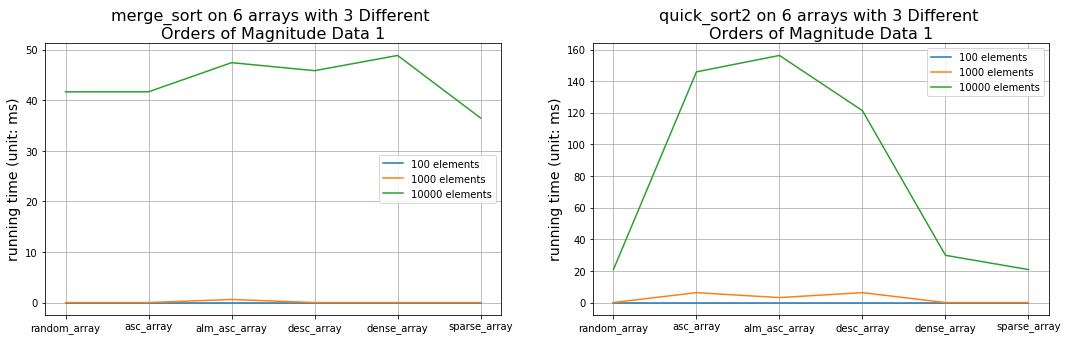 merge_sort on 6 arrays with 3 Different
Orders of Magnitude Data 1
running time (unit: ms)
50
40
30
20
10
0
100 elements
1000 elements
10000 elements
random_array
asc_array
alm_asc_array
desc_array
dense_array
sparse_array
quick_sort2 on 6 arrays with 3 Different
Orders of Magnitude Data 1
running time (unit: ms)
160
140
120
100
80
60
40
20
0
100 elements
1000 elements
10000 elements
random_array
asc_array
alm_asc_array
desc_array
dense_array
sparse_array